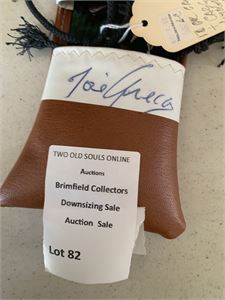 José Greco
TWO OLD SOULS ONLINE
Auctions
Brimfield Collectors
Downsizing Sale
Auction Sale
Lot 82